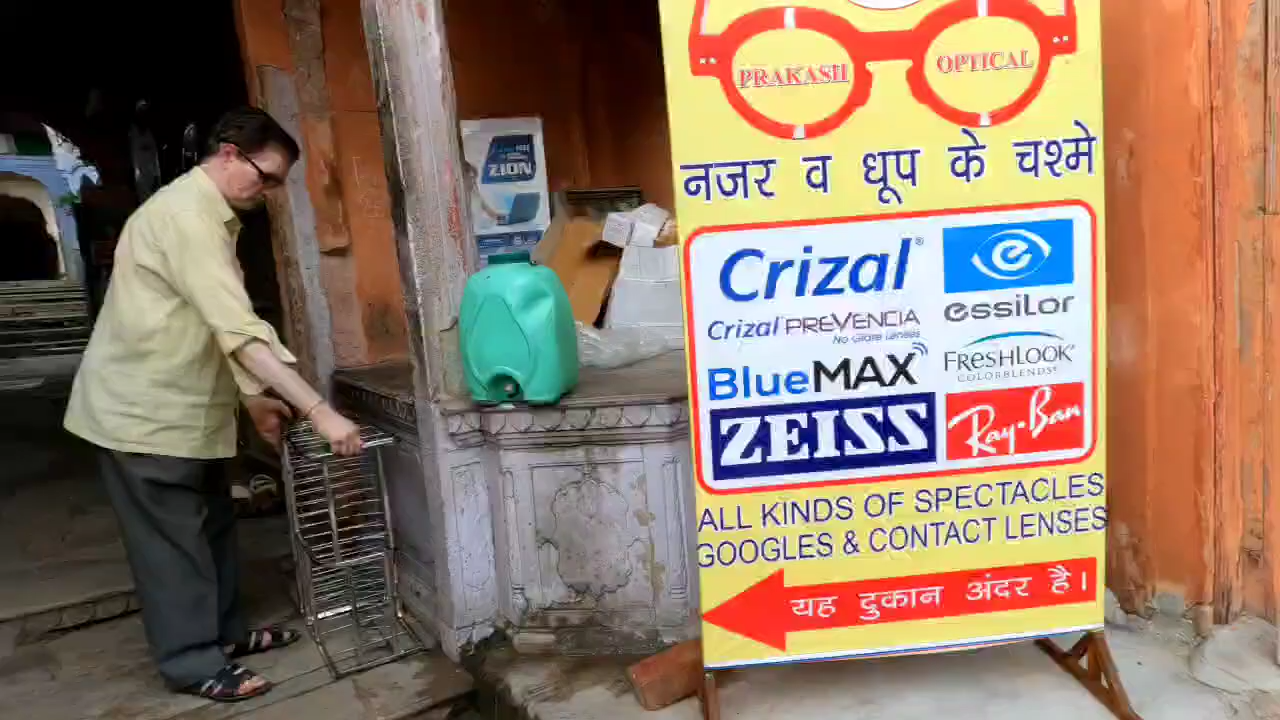 PRAKASH OPTICAL
नजर व धूप के चश्मे
Crizal®
essilor
Crizal PREVENCIA
No Glare Lenses
FRESHLOOK®
COLORBLENDS®
BlueMAX
ZEISS
Ray-Ban
ALL KINDS OF SPECTACLES
GOOGLES & CONTACT LENSES
यह दुकान अंदर है।
ZION